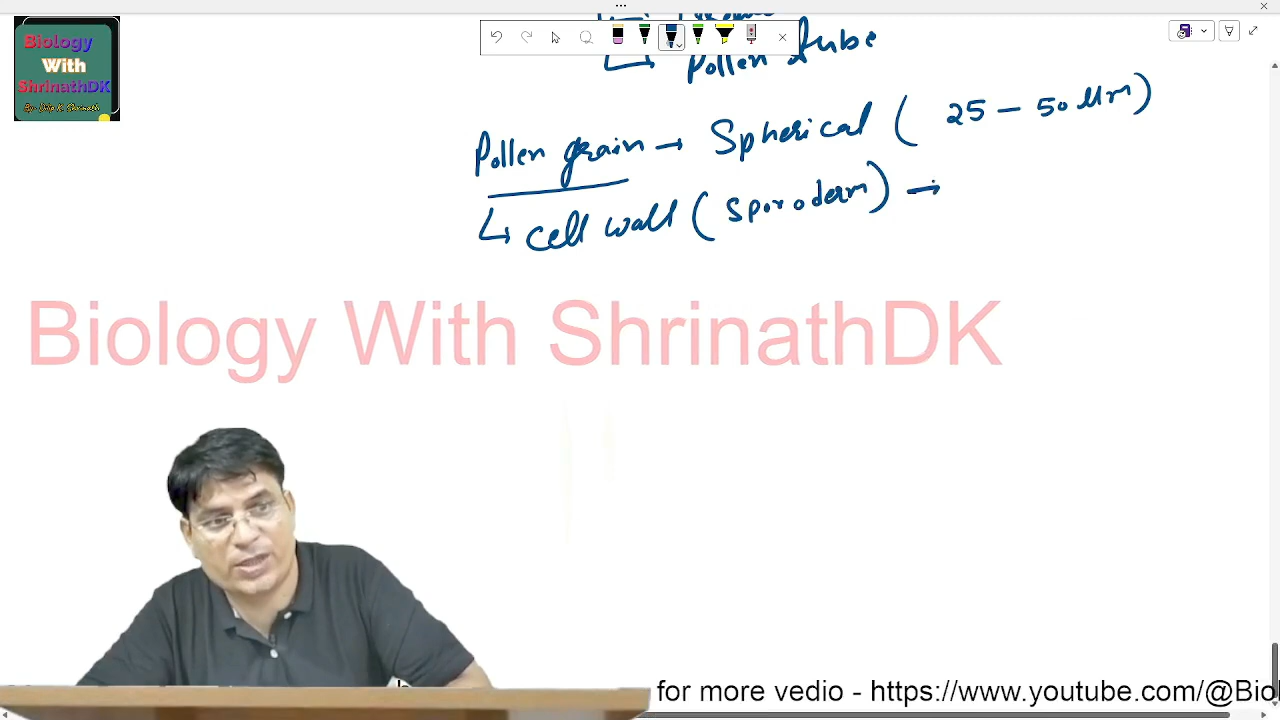 Biology
With
ShrinathDK
tube
Pollen
Pollen grain → Spherical ( 25 - 50 μm )
↳ Cell wall ( Sporoderm ) →
Biology With ShrinathDK
for more vedio - https://www.youtube.com/@Biol